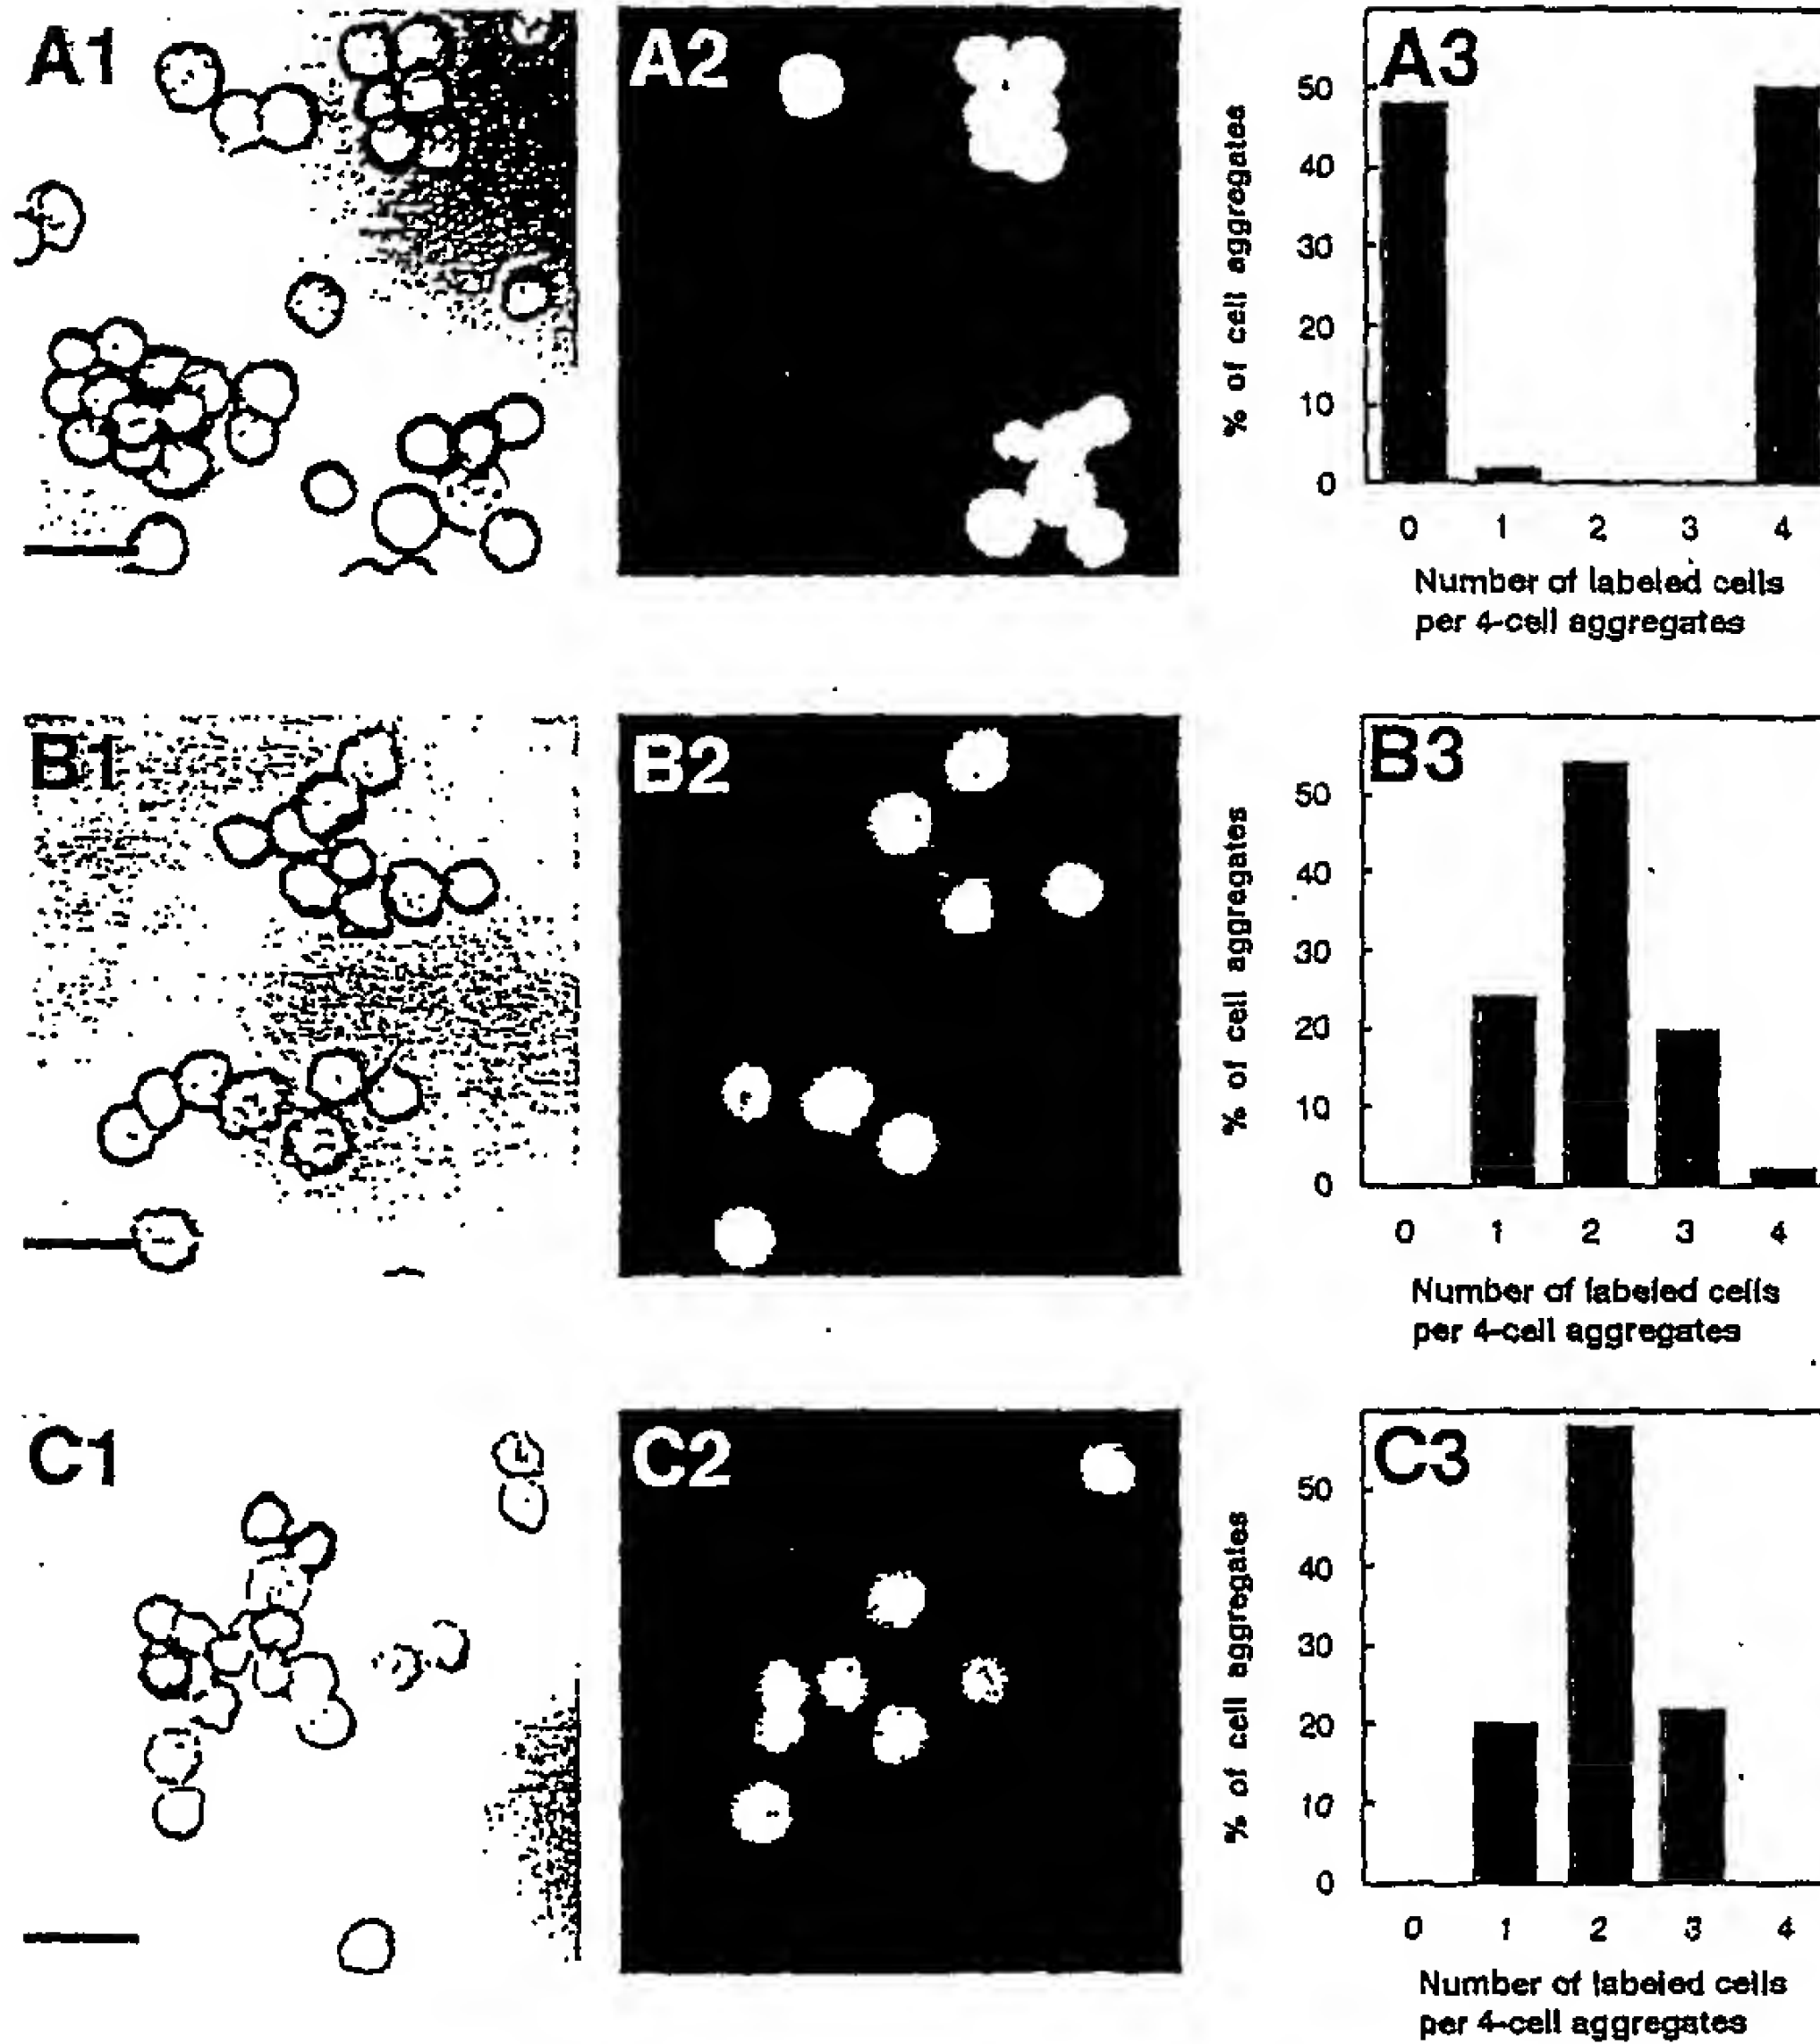 A1
A2
A3
% of cell aggregates
50
40
30
20
10
0
0 1 2 3 4
Number of labeled cells
per 4-cell aggregates
B1
B2
B3
% of cell aggregates
50
40
30
20
10
0
0 1 2 3 4
Number of labeled cells
per 4-cell aggregates
C1
C2
C3
% of cell aggregates
50
40
30
20
10
0
0 1 2 3 4
Number of labeled cells
per 4-cell aggregates